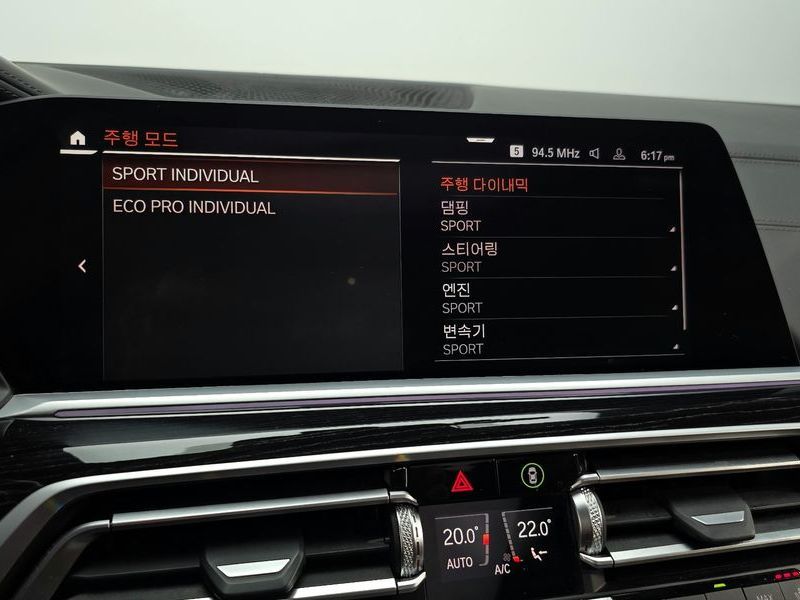 주행 모드
5 94.5 MHz 6:17 pm
SPORT INDIVIDUAL
ECO PRO INDIVIDUAL
주행 다이내믹
댐핑
SPORT
스티어링
SPORT
엔진
SPORT
변속기
SPORT
20.0° 22.0°
AUTO A/C
MAX